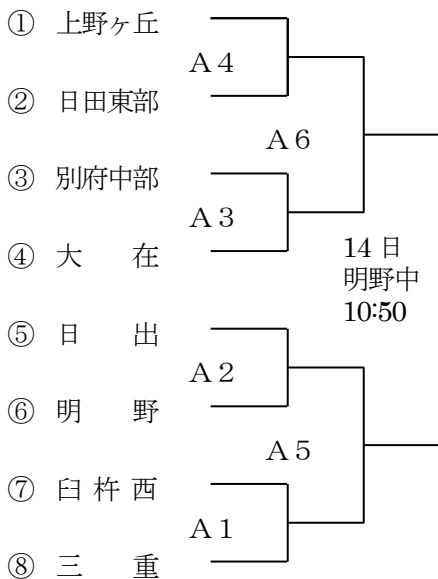 ① 上野ヶ丘
A4
② 日田東部
A6
③ 別府中部
A3
④ 大 在
14日
明野中
10:50
⑤ 日 出
A2
⑥ 明 野
A5
⑦ 臼杵西
A1
⑧ 三 重